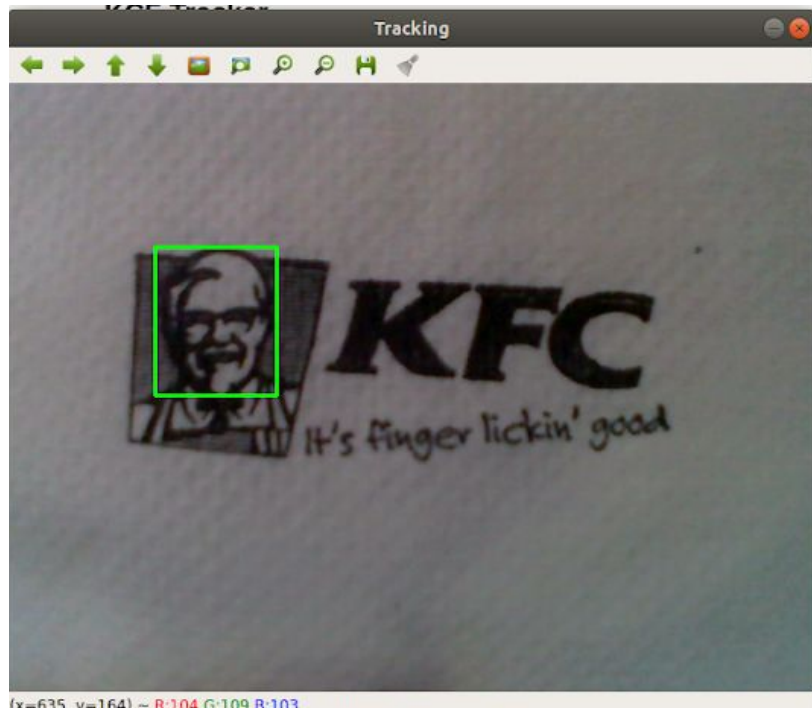 Tracking
KFC
It's finger lickin' good
(x=635, y=164) ~ R:104 G:109 B:103